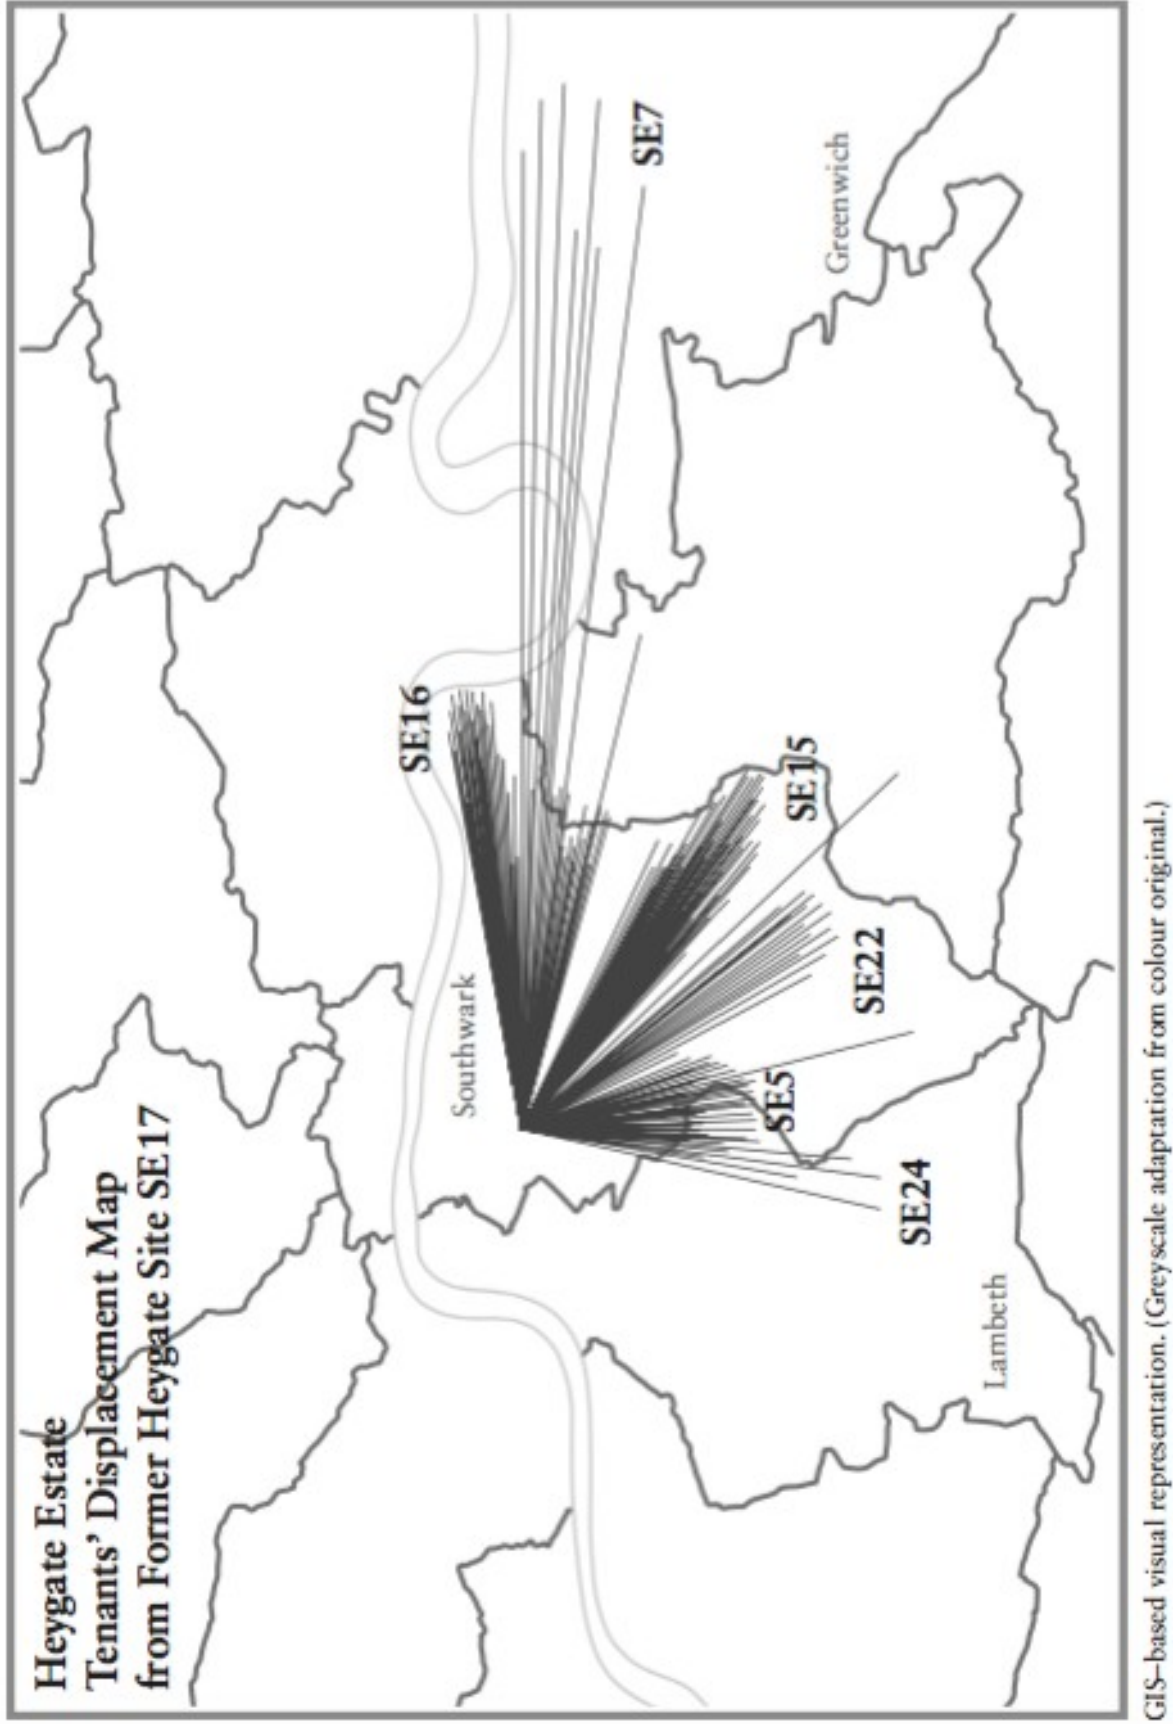 Heygate Estate
Tenants' Displacement Map
from Former Heygate Site SE17
SE16
SE7
Southwark
Greenwich
SE15
SE22
SE5
SE24
Lambeth
GIS–based visual representation. (Greyscale adaptation from colour original.)